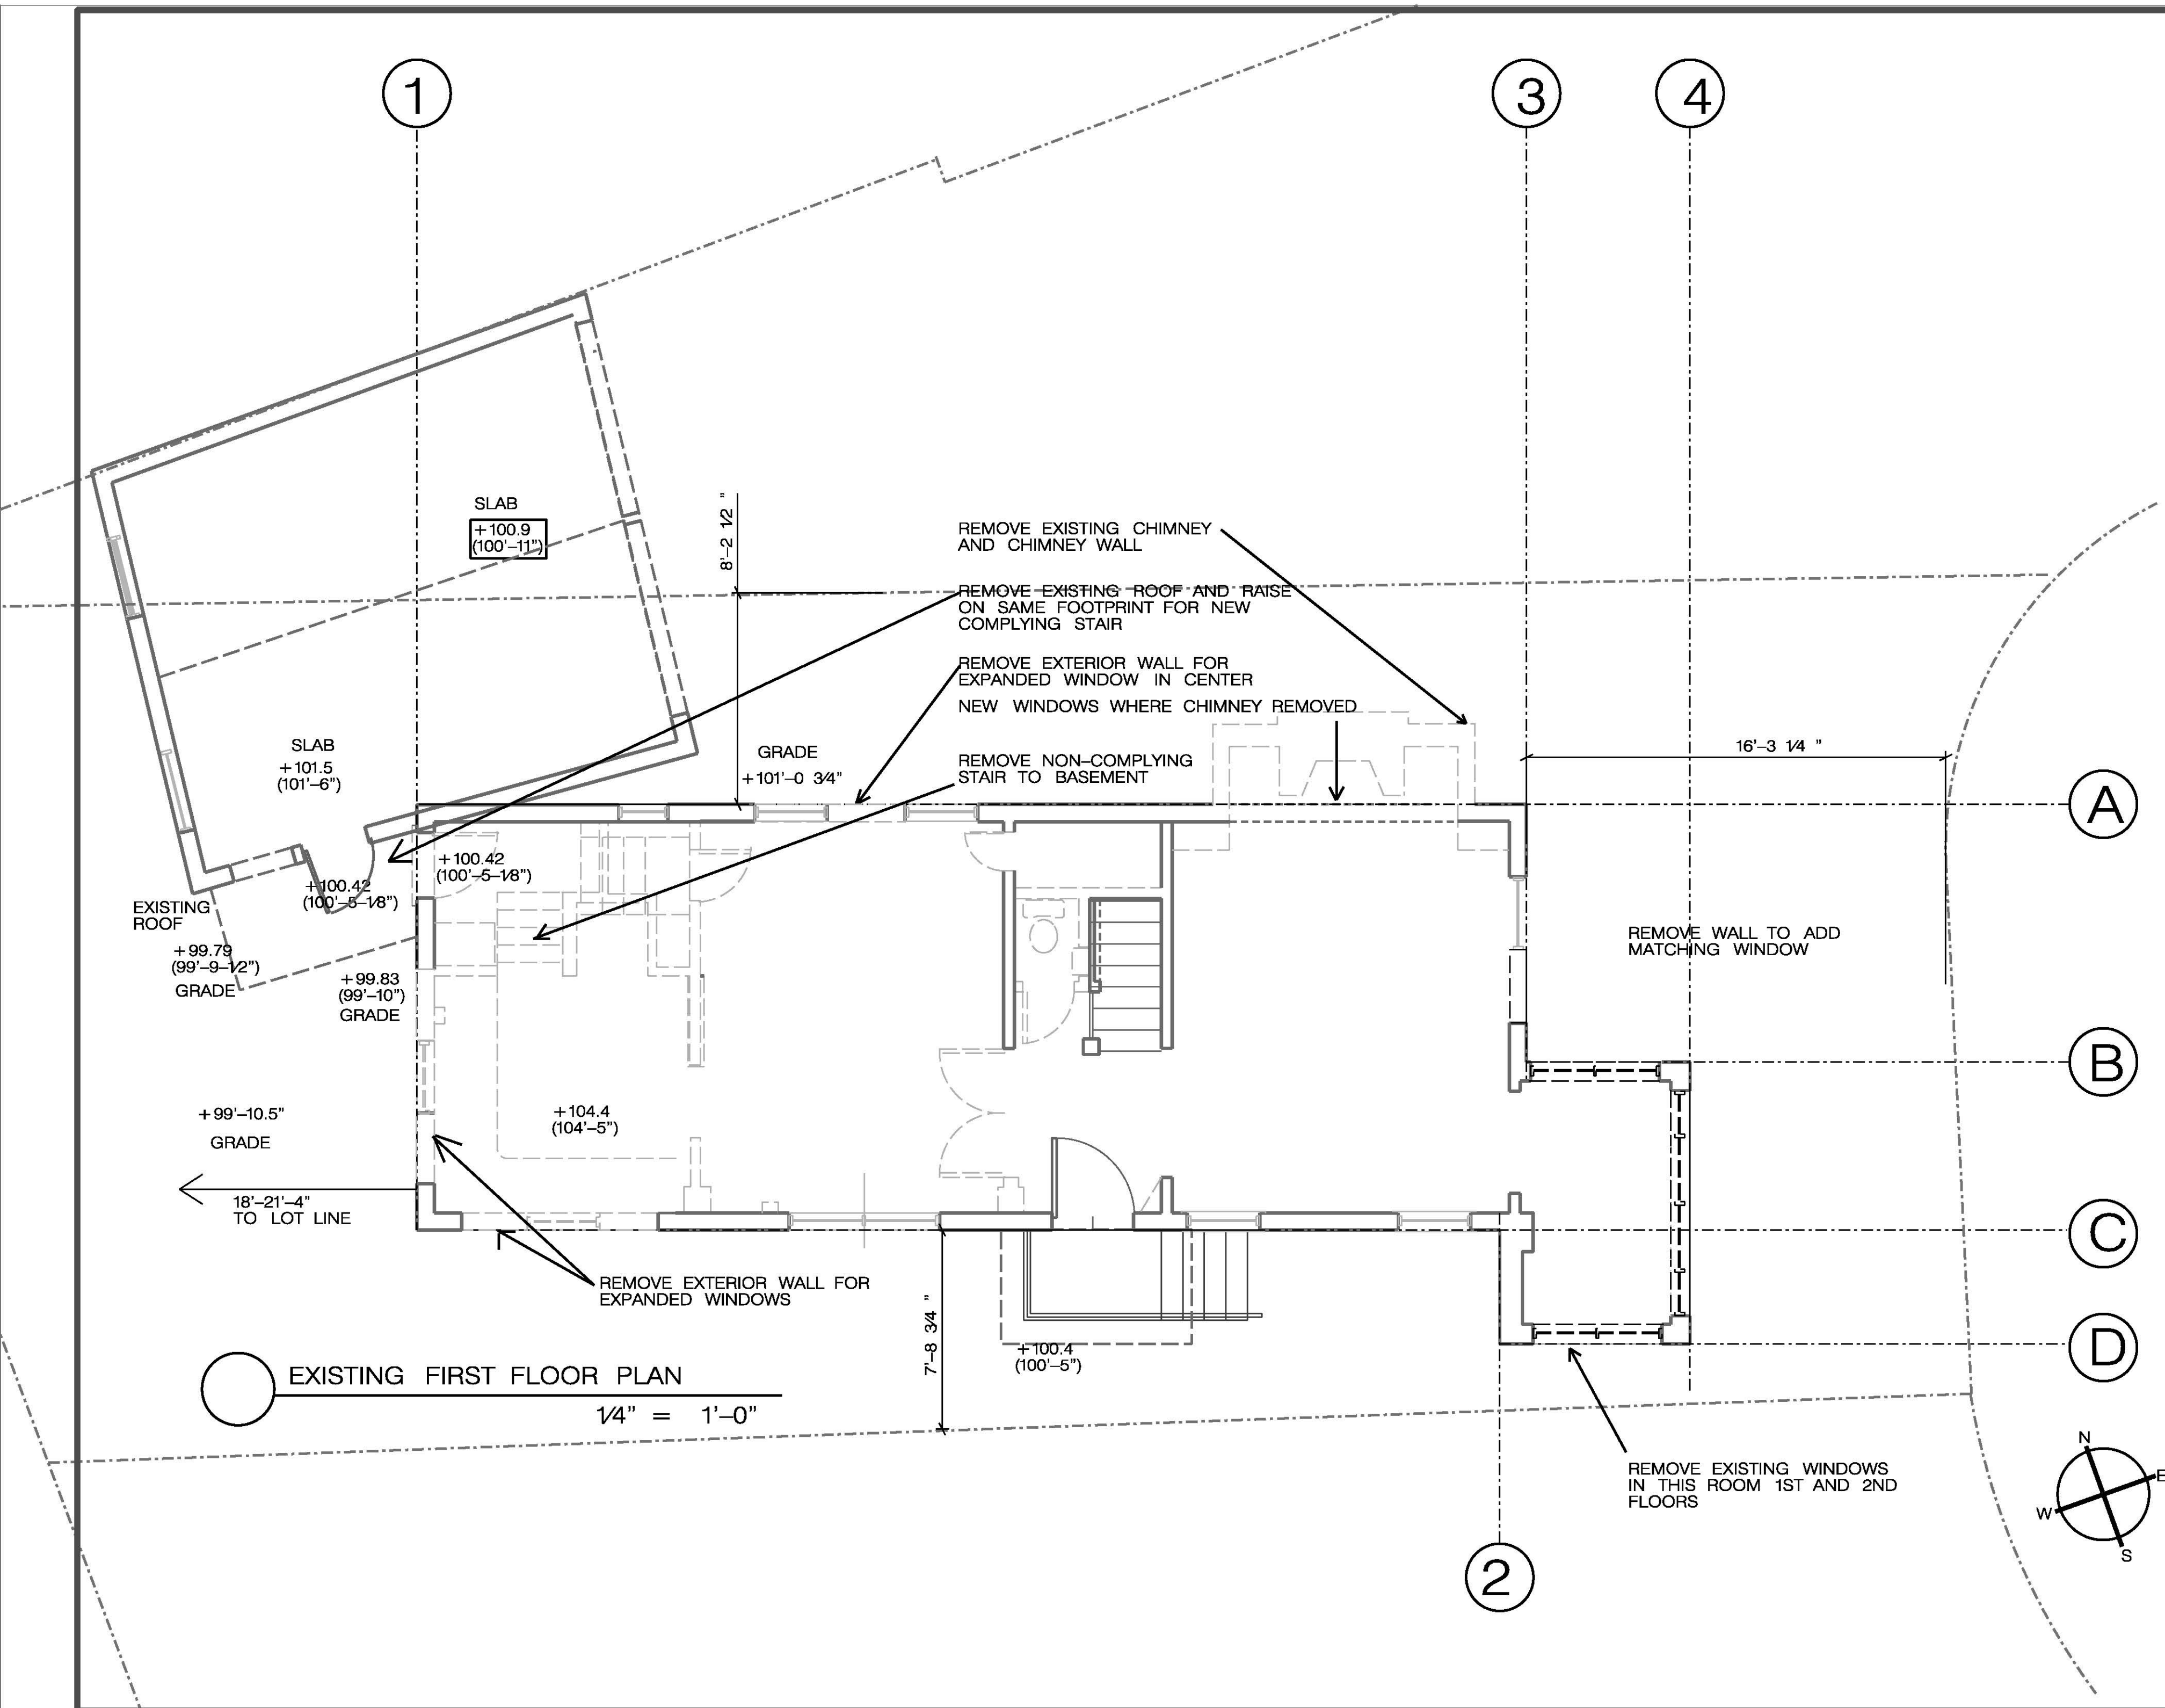 1
3
4
SLAB
+100.9
(100'–11")
8'–2 1/2 "
REMOVE EXISTING CHIMNEY
AND CHIMNEY WALL
REMOVE EXISTING ROOF AND RAISE
ON SAME FOOTPRINT FOR NEW
COMPLYING STAIR
REMOVE EXTERIOR WALL FOR
EXPANDED WINDOW IN CENTER
NEW WINDOWS WHERE CHIMNEY REMOVED
REMOVE NON–COMPLYING
STAIR TO BASEMENT
SLAB
+101.5
(101'–6")
GRADE
+101'–0 3/4"
16'–3 1/4 "
A
+100.42
(100'–5–1/8")
+100.42
(100'–5–1/8")
EXISTING
ROOF
+99.79
(99'–9–1/2")
GRADE
+99.83
(99'–10")
GRADE
REMOVE WALL TO ADD
MATCHING WINDOW
B
+99'–10.5"
GRADE
+104.4
(104'–5")
18'–21'–4"
TO LOT LINE
C
REMOVE EXTERIOR WALL FOR
EXPANDED WINDOWS
7'–8 3/4 "
+100.4
(100'–5")
D
EXISTING FIRST FLOOR PLAN
1/4" = 1'–0"
REMOVE EXISTING WINDOWS
IN THIS ROOM 1ST AND 2ND
FLOORS
N
E
W
S
2